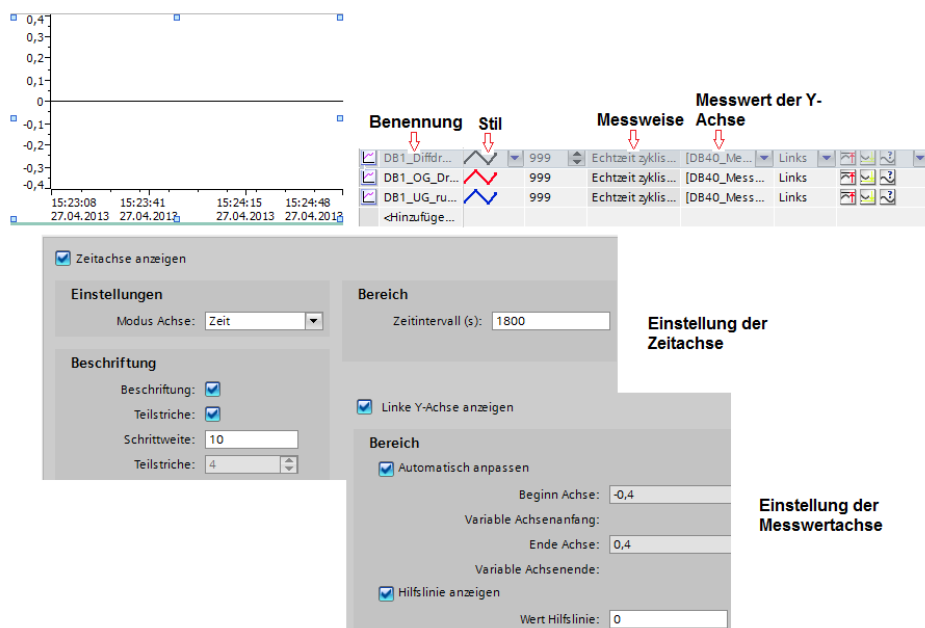 0,4
0,3
0,2
0,1
0
-0,1
-0,2
-0,3
-0,4
15:23:08 15:23:41 15:24:15 15:24:48
27.04.2013 27.04.2013 27.04.2013 27.04.2013
Messwert der Y-
Benennung Stil Messweise Achse
DB1_Diffdr... 999 Echtzeit zyklis... [DB40_Me... Links
DB1_OG_Dr... 999 Echtzeit zyklis... [DB40_Mess... Links
DB1_UG_ru... 999 Echtzeit zyklis... [DB40_Mess... Links
<Hinzufüge...
Zeitachse anzeigen
Einstellungen
Modus Achse: Zeit
Bereich
Zeitintervall (s): 1800
Einstellung der
Zeitachse
Beschriftung
Beschriftung:
Teilstriche:
Schrittweite: 10
Teilstriche: 4
Linke Y-Achse anzeigen
Bereich
Automatisch anpassen
Beginn Achse: -0,4
Variable Achsenanfang:
Ende Achse: 0,4
Variable Achsenende:
Hilfslinie anzeigen
Wert Hilfslinie: 0
Einstellung der
Messwertachse